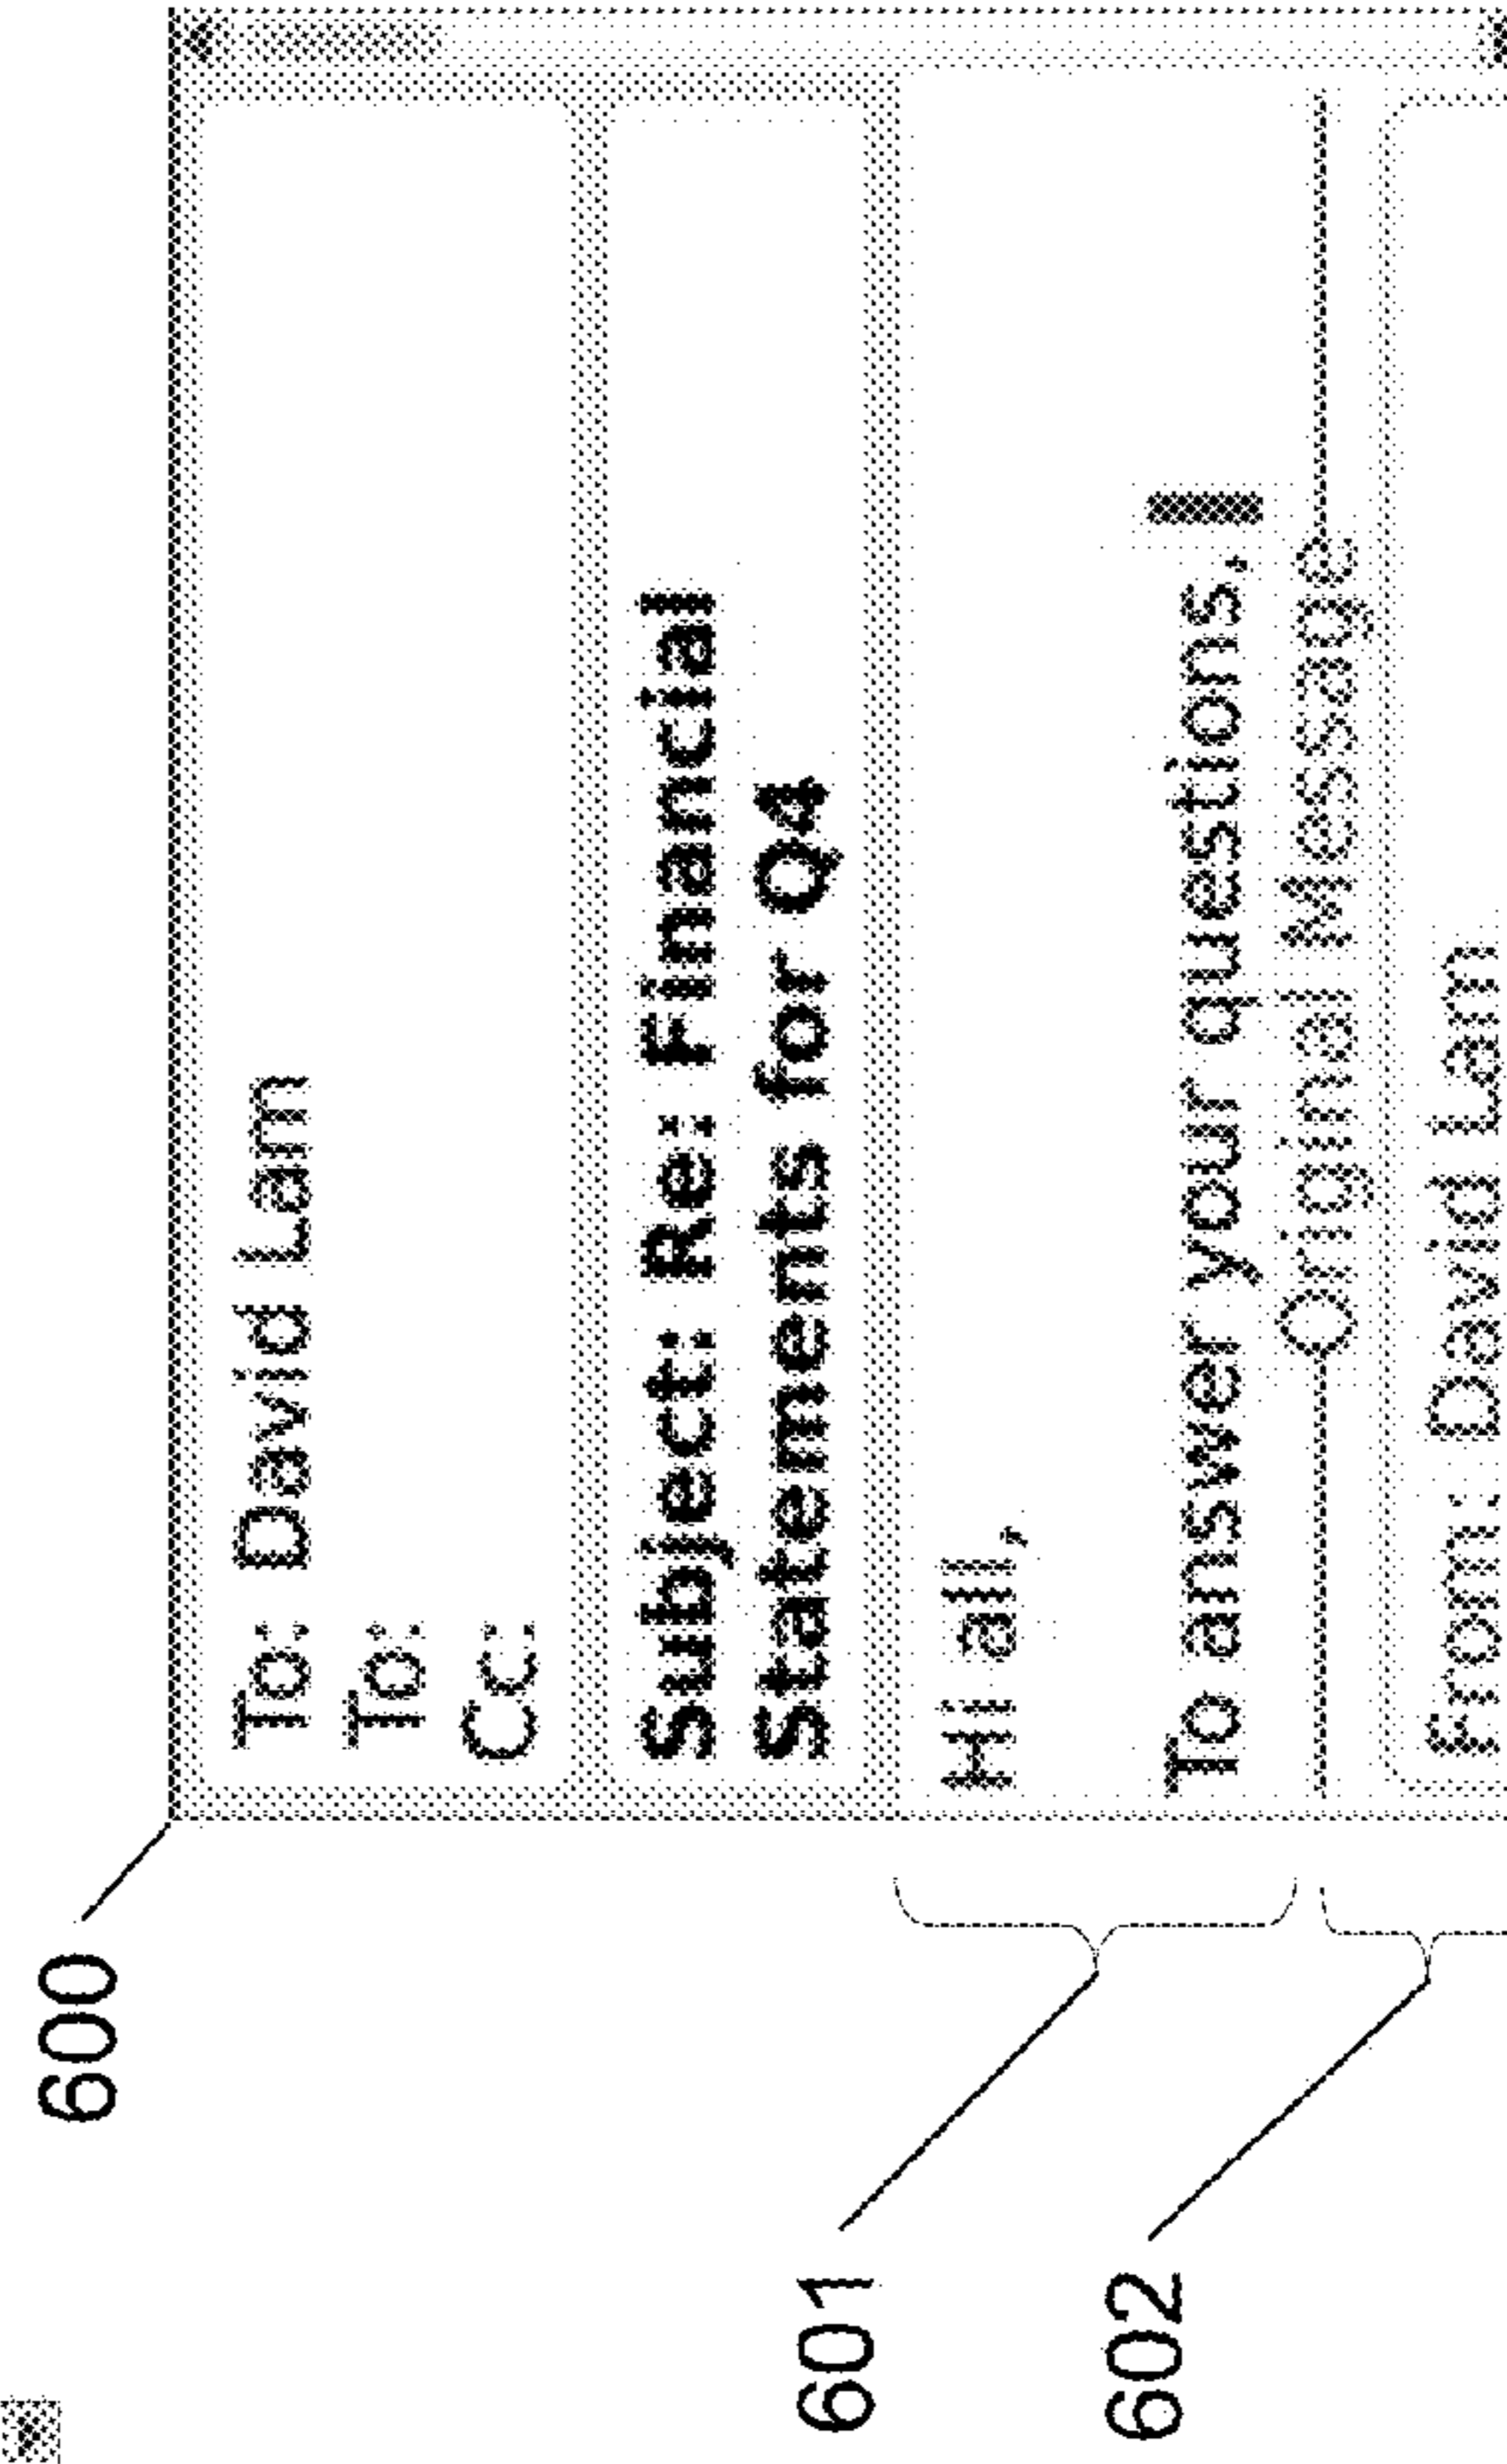 600
To: David Lam
To:
Cc:
Subject: Re: Financial
Statements for Q4
601
Hi all,
To answer your questions,
602
Original Message
From: David Lam